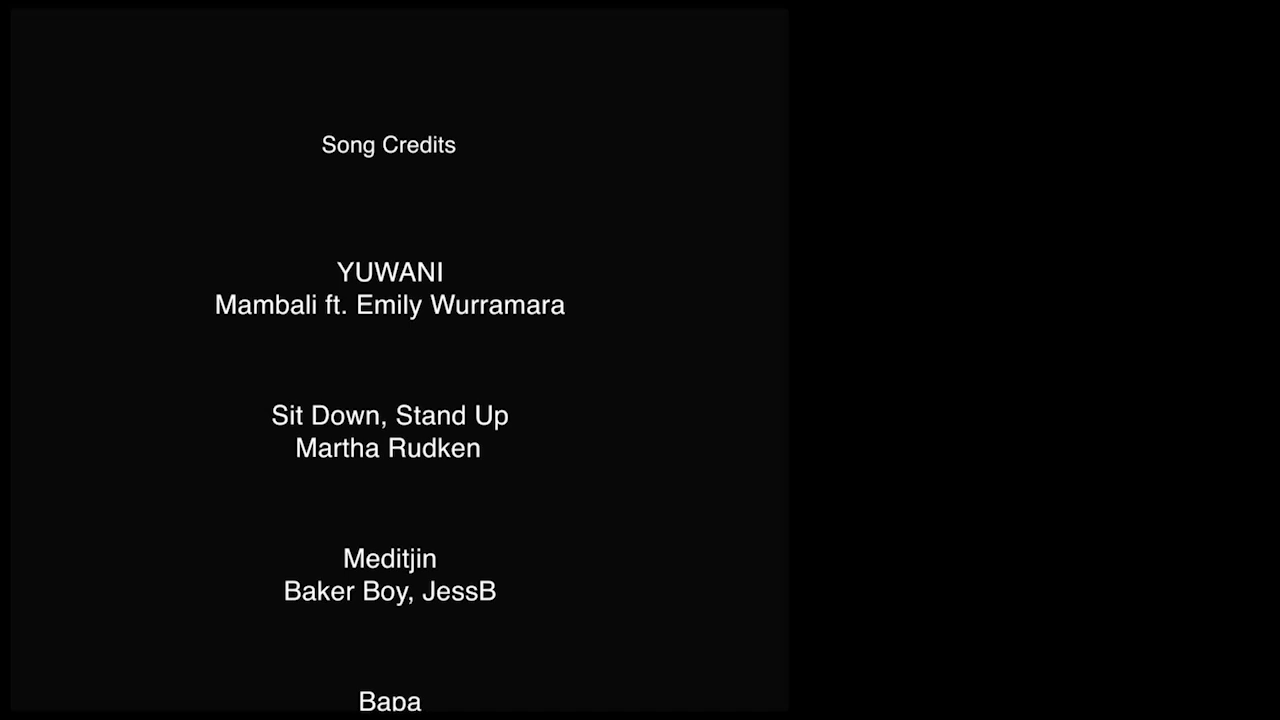 Song Credits
YUWANI
Mambali ft. Emily Wurramara
Sit Down, Stand Up
Martha Rudken
Meditjin
Baker Boy, JessB
Bapa